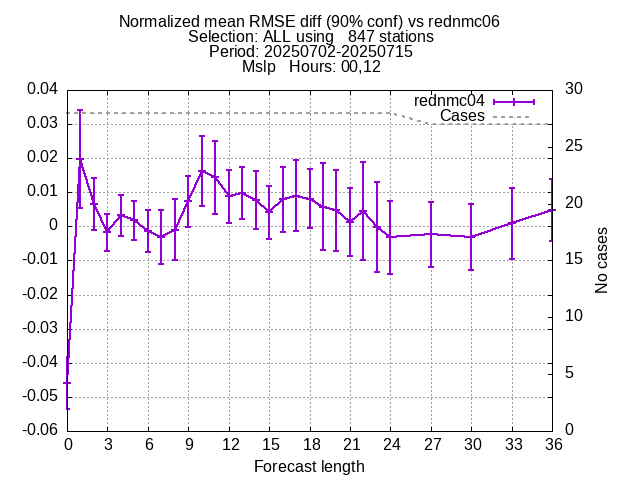 Normalized mean RMSE diff (90% conf) vs rednmc06
Selection: ALL using   847 stations
Period: 20250702-20250715
Mslp   Hours: 00,12
rednmc04
Cases
0.04
0.03
0.02
0.01
0
-0.01
-0.02
-0.03
-0.04
-0.05
-0.06
30
25
20
15
10
5
0
No cases
0 3 6 9 12 15 18 21 24 27 30 33 36
Forecast length